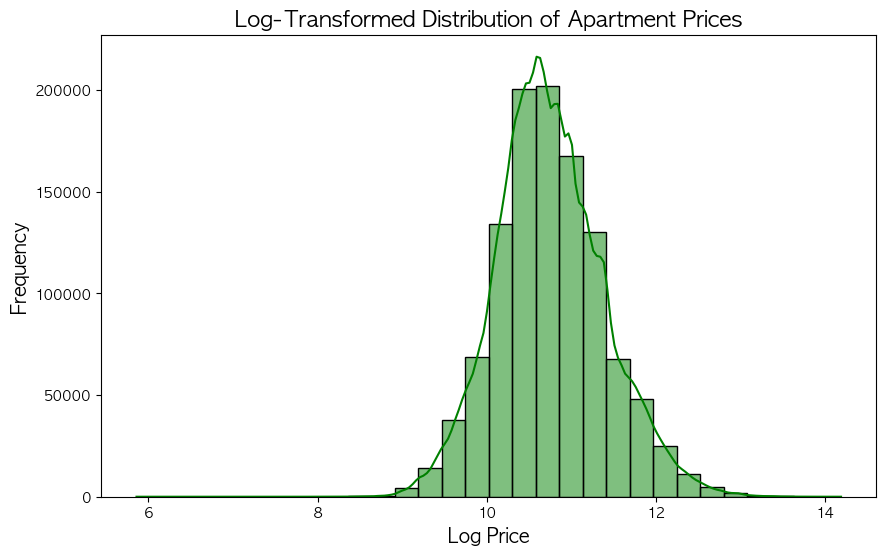 Log-Transformed Distribution of Apartment Prices
200000
150000
100000
50000
0
Frequency
6 8 10 12 14
Log Price